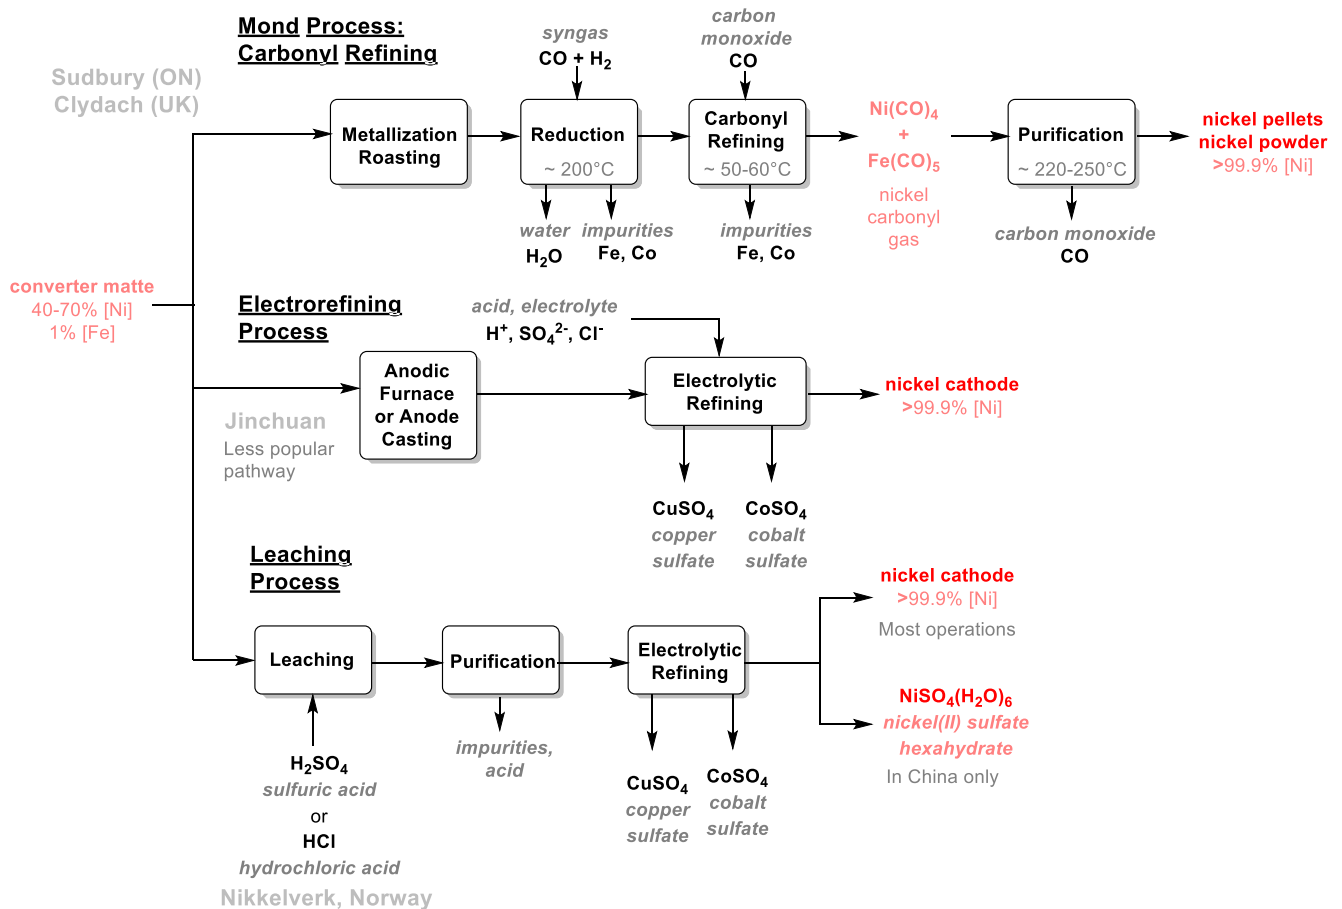 Mond Process:
Carbonyl Refining
Sudbury (ON)
Clydach (UK)
syngas
CO + H₂
carbon
monoxide
CO
Metallization
Roasting
Reduction
~ 200°C
Carbonyl
Refining
~ 50-60°C
Ni(CO)₄
+
Fe(CO)₅
nickel
carbonyl
gas
Purification
~ 220-250°C
nickel pellets
nickel powder
>99.9% [Ni]
water
H₂O
impurities
Fe, Co
impurities
Fe, Co
carbon monoxide
CO
converter matte
40-70% [Ni]
1% [Fe]
Electrorefining
Process
acid, electrolyte
H⁺, SO₄²⁻, Cl⁻
Jinchuan
Less popular
pathway
Anodic
Furnace
or Anode
Casting
Electrolytic
Refining
nickel cathode
>99.9% [Ni]
CuSO₄
copper
sulfate
CoSO₄
cobalt
sulfate
Leaching
Process
Leaching
Purification
Electrolytic
Refining
nickel cathode
>99.9% [Ni]
Most operations
NiSO₄(H₂O)₆
nickel(II) sulfate
hexahydrate
In China only
H₂SO₄
sulfuric acid
or
HCl
hydrochloric acid
Nikkelverk, Norway
impurities,
acid
CuSO₄
copper
sulfate
CoSO₄
cobalt
sulfate